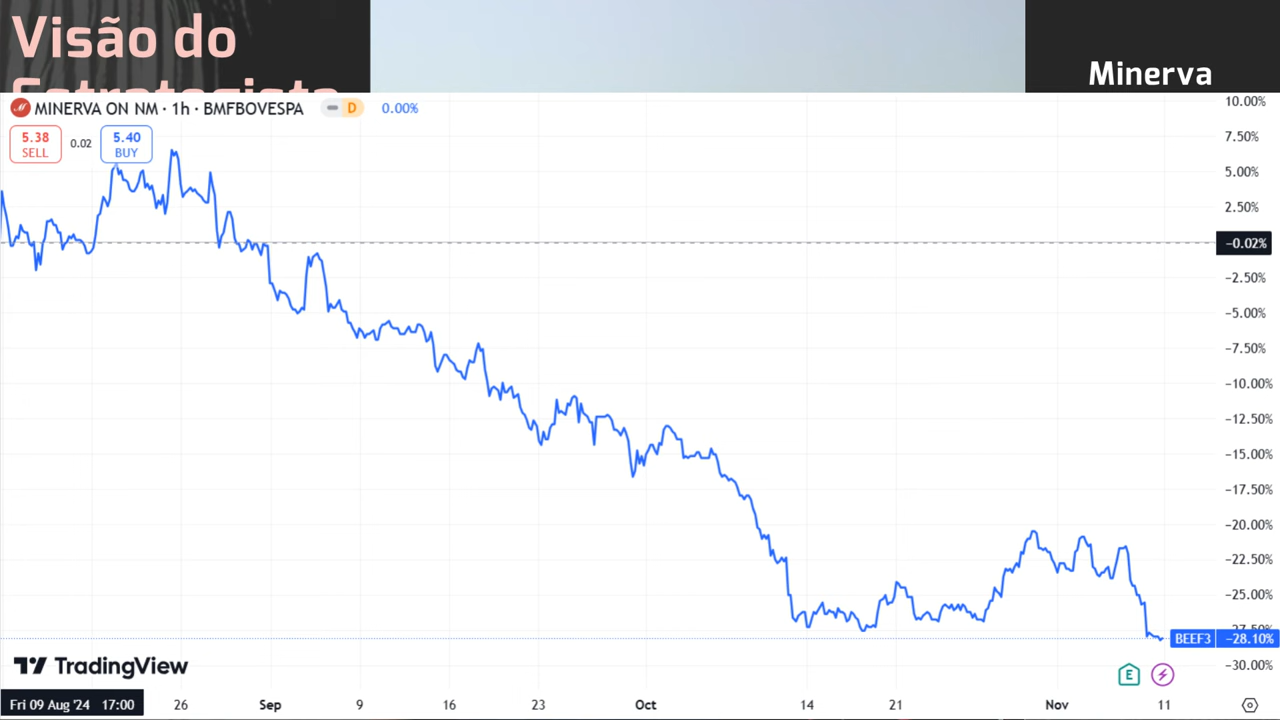 Visão do
Estrategista
Minerva
MINERVA ON NM · 1h · BMFBOVESPA
D
0.00%
5.38
SELL
0.02
5.40
BUY
10.00%
7.50%
5.00%
2.50%
−0.02%
−2.50%
−5.00%
−7.50%
−10.00%
−12.50%
−15.00%
−17.50%
−20.00%
−22.50%
−25.00%
−27.50%
BEEF3 −28.10%
−30.00%
TradingView
E
Fri 09 Aug '24 17:00 26 Sep 9 16 23 Oct 14 21 Nov 11